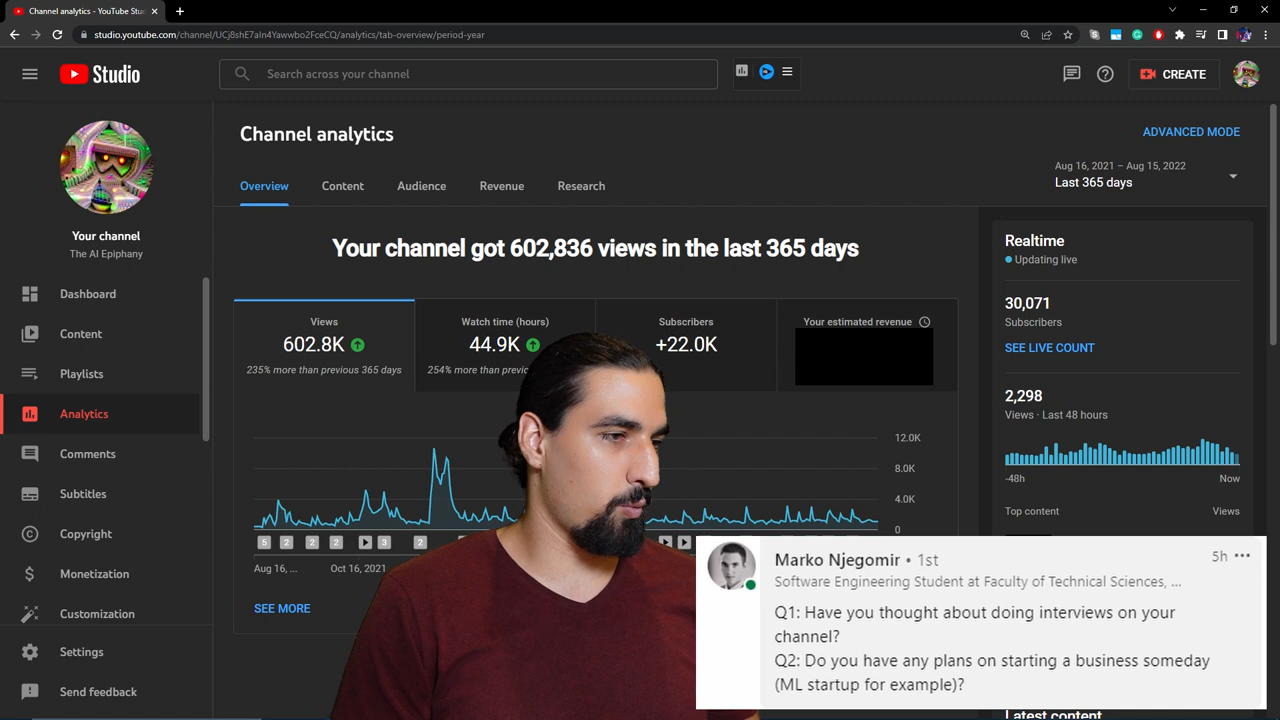 Channel analytics - YouTube Stu
studio.youtube.com/channel/UCj8shE7aIn4Yawwbo2FceCQ/analytics/tab-overview/period-year
Studio
Search across your channel
CREATE
Your channel
The AI Epiphany
Dashboard
Content
Playlists
Analytics
Comments
Subtitles
Copyright
Monetization
Customization
Settings
Send feedback
Channel analytics
ADVANCED MODE
Aug 16, 2021 – Aug 15, 2022
Last 365 days
Overview
Content
Audience
Revenue
Research
Your channel got 602,836 views in the last 365 days
Views
602.8K
235% more than previous 365 days
Watch time (hours)
44.9K
254% more than previc
Subscribers
+22.0K
Your estimated revenue
12.0K
8.0K
4.0K
0
5 2 2 2 3 2
Aug 16, ...
Oct 16, 2021
SEE MORE
Realtime
Updating live
30,071
Subscribers
SEE LIVE COUNT
2,298
Views · Last 48 hours
-48h
Now
Top content
Views
Marko Njegomir • 1st
5h
Software Engineering Student at Faculty of Technical Sciences, ...
Q1: Have you thought about doing interviews on your
channel?
Q2: Do you have any plans on starting a business someday
(ML startup for example)?
Latest content